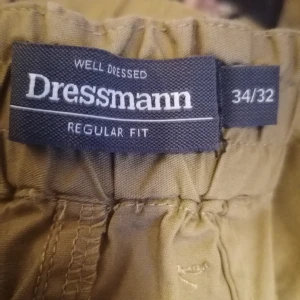 WELL DRESSED
Dressmann
REGULAR FIT
34/32